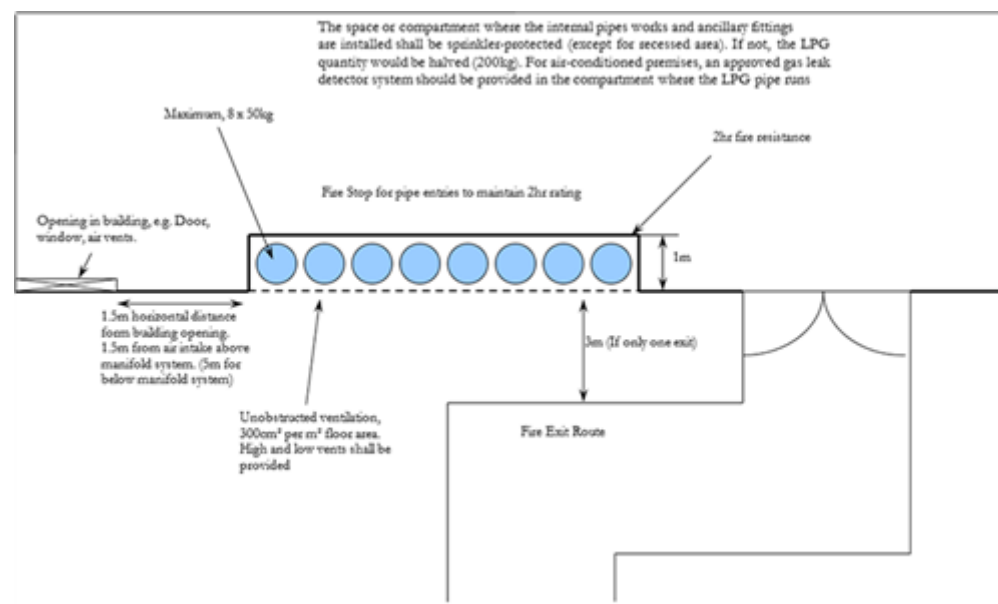 The space or compartment where the internal pipes works and ancillary fittings
are installed shall be sprinkler-protected (except for recessed area). If not, the LPG
quantity would be halved (200kg). For air-conditioned premises, an approved gas leak
detector system should be provided in the compartment where the LPG pipe runs
Maximum, 8 x 50kg
2hr fire resistance
Fire Stop for pipe entries to maintain 2hr rating
Opening in building, e.g. Door,
window, air vents.
1m
1.5m horizontal distance
form building opening.
1.5m from air intake above
manifold system. (5m for
below manifold system)
3m (If only one exit)
Unobstructed ventilation,
300cm² per m² floor area.
High and low vents shall be
provided
Fire Exit Route